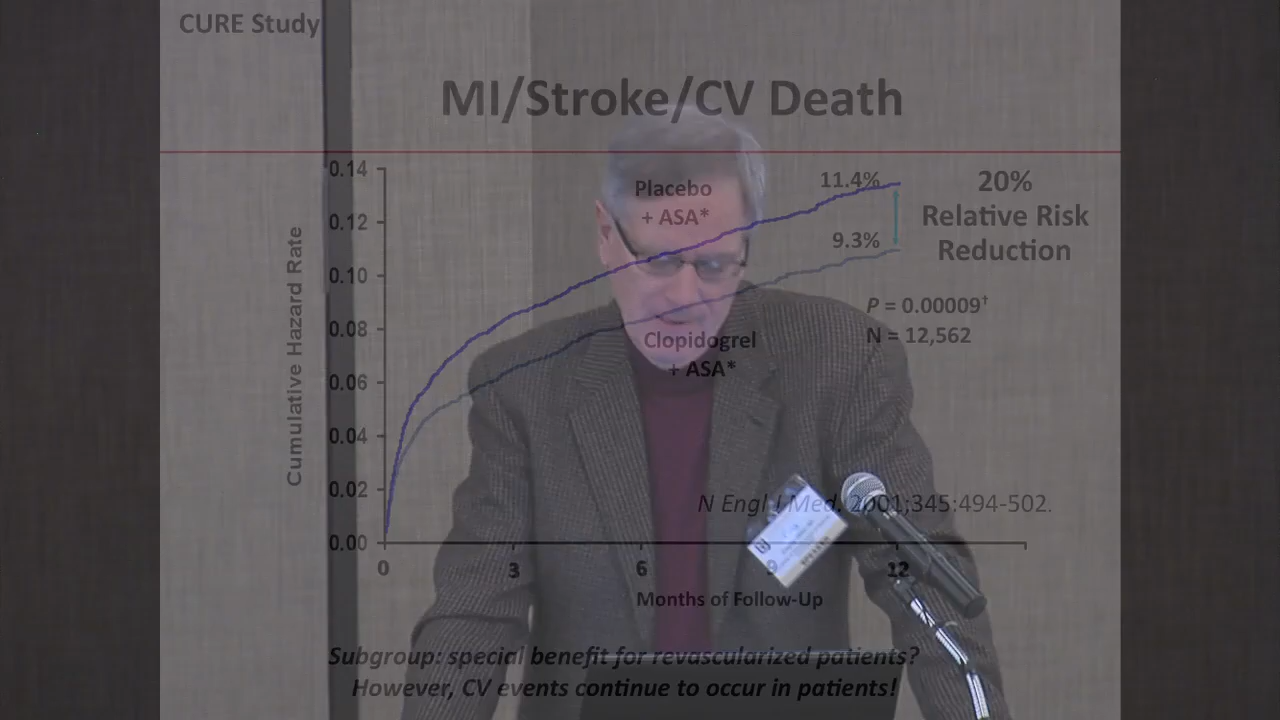 CURE Study
MI/Stroke/CV Death
0.14
0.12
0.10
0.08
0.06
0.04
0.02
0.00
Cumulative Hazard Rate
Placebo
+ ASA*
11.4%
9.3%
20%
Relative Risk
Reduction
P = 0.00009†
N = 12,562
Clopidogrel
+ ASA*
N Engl J Med. 2001;345:494-502.
0 3 6 9 12
Months of Follow-Up
Subgroup: special benefit for revascularized patients?
However, CV events continue to occur in patients!